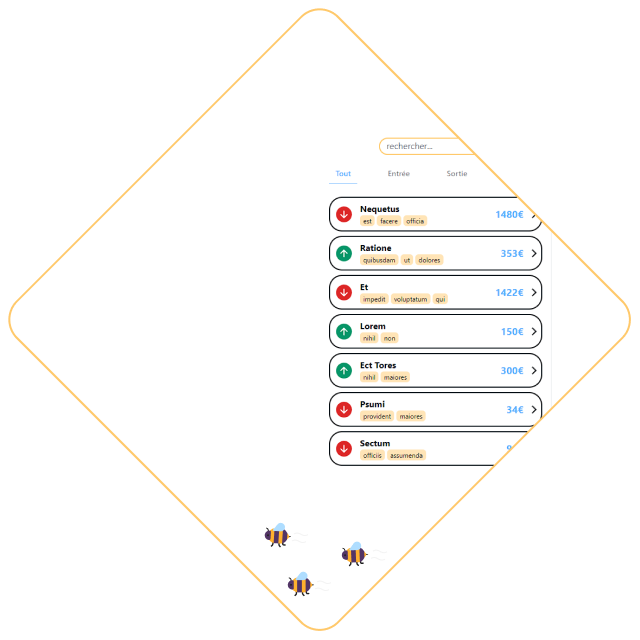 rechercher...
Tout Entrée Sortie
Nequetus
est facere officia
1480€
Ratione
quibusdam ut dolores
353€
Et
impedit voluptatum qui
1422€
Lorem
nihil non
150€
Ect Tores
nihil maiores
300€
Psumi
provident maiores
34€
Sectum
officiis assumenda